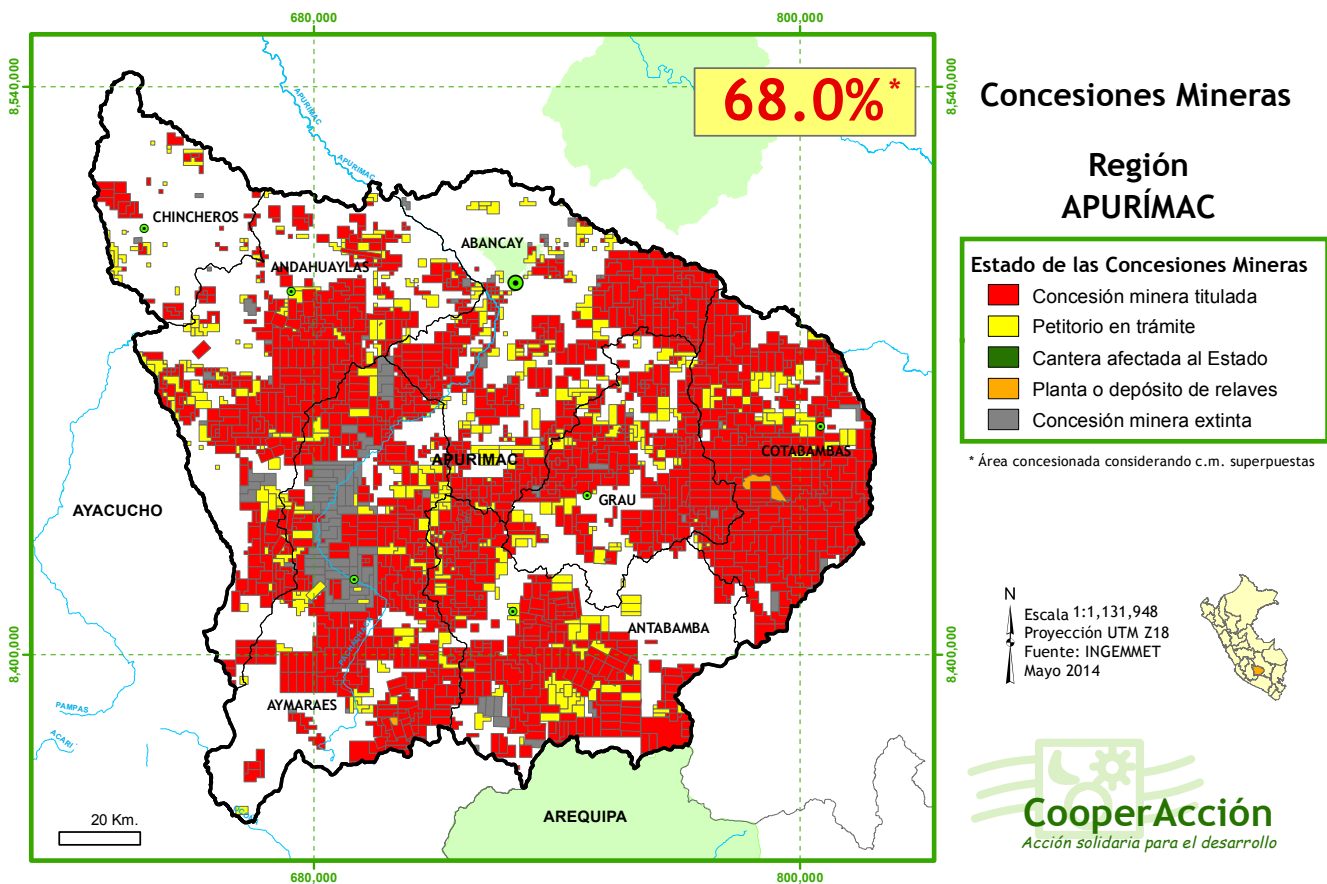 680,000
800,000
8,540,000
8,540,000
68.0%*
Concesiones Mineras
Región
APURÍMAC
APURIMAC
APURIMAC
CHINCHEROS
ABANCAY
ANDAHUAYLAS
Estado de las Concesiones Mineras
Concesión minera titulada
Petitorio en trámite
Cantera afectada al Estado
Planta o depósito de relaves
Concesión minera extinta
* Área concesionada considerando c.m. superpuestas
COTABAMBAS
APURIMAC
GRAU
AYACUCHO
ANTABAMBA
N
Escala 1:1,131,948
Proyección UTM Z18
Fuente: INGEMMET
Mayo 2014
8,400,000
8,400,000
AYMARAES
PAMPAS
ACARI
AREQUIPA
20 Km.
CooperAcción
Acción solidaria para el desarrollo
680,000
800,000